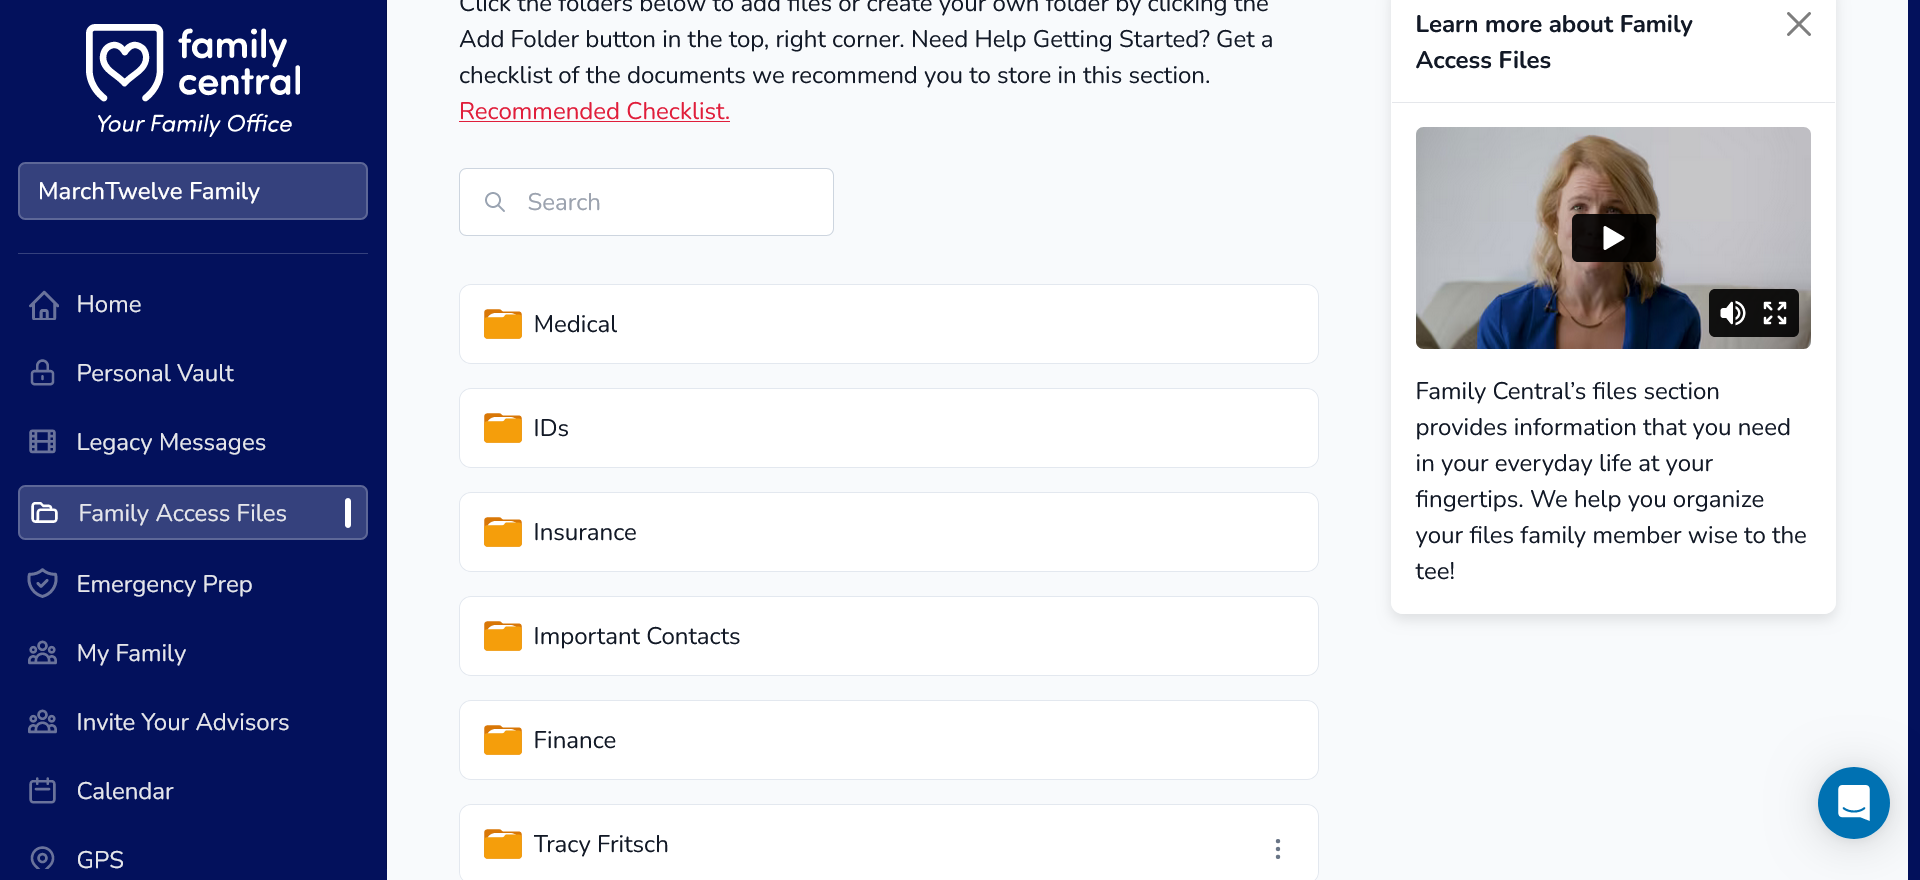 family
central
Your Family Office
MarchTwelve Family
Home
Personal Vault
Legacy Messages
Family Access Files
Emergency Prep
My Family
Invite Your Advisors
Calendar
GPS
Click the folders below to add files or create your own folder by clicking the
Add Folder button in the top, right corner. Need Help Getting Started? Get a
checklist of the documents we recommend you to store in this section.
Recommended Checklist.
Search
Medical
IDs
Insurance
Important Contacts
Finance
Tracy Fritsch
Learn more about Family
Access Files
Family Central’s files section
provides information that you need
in your everyday life at your
fingertips. We help you organize
your files family member wise to the
tee!